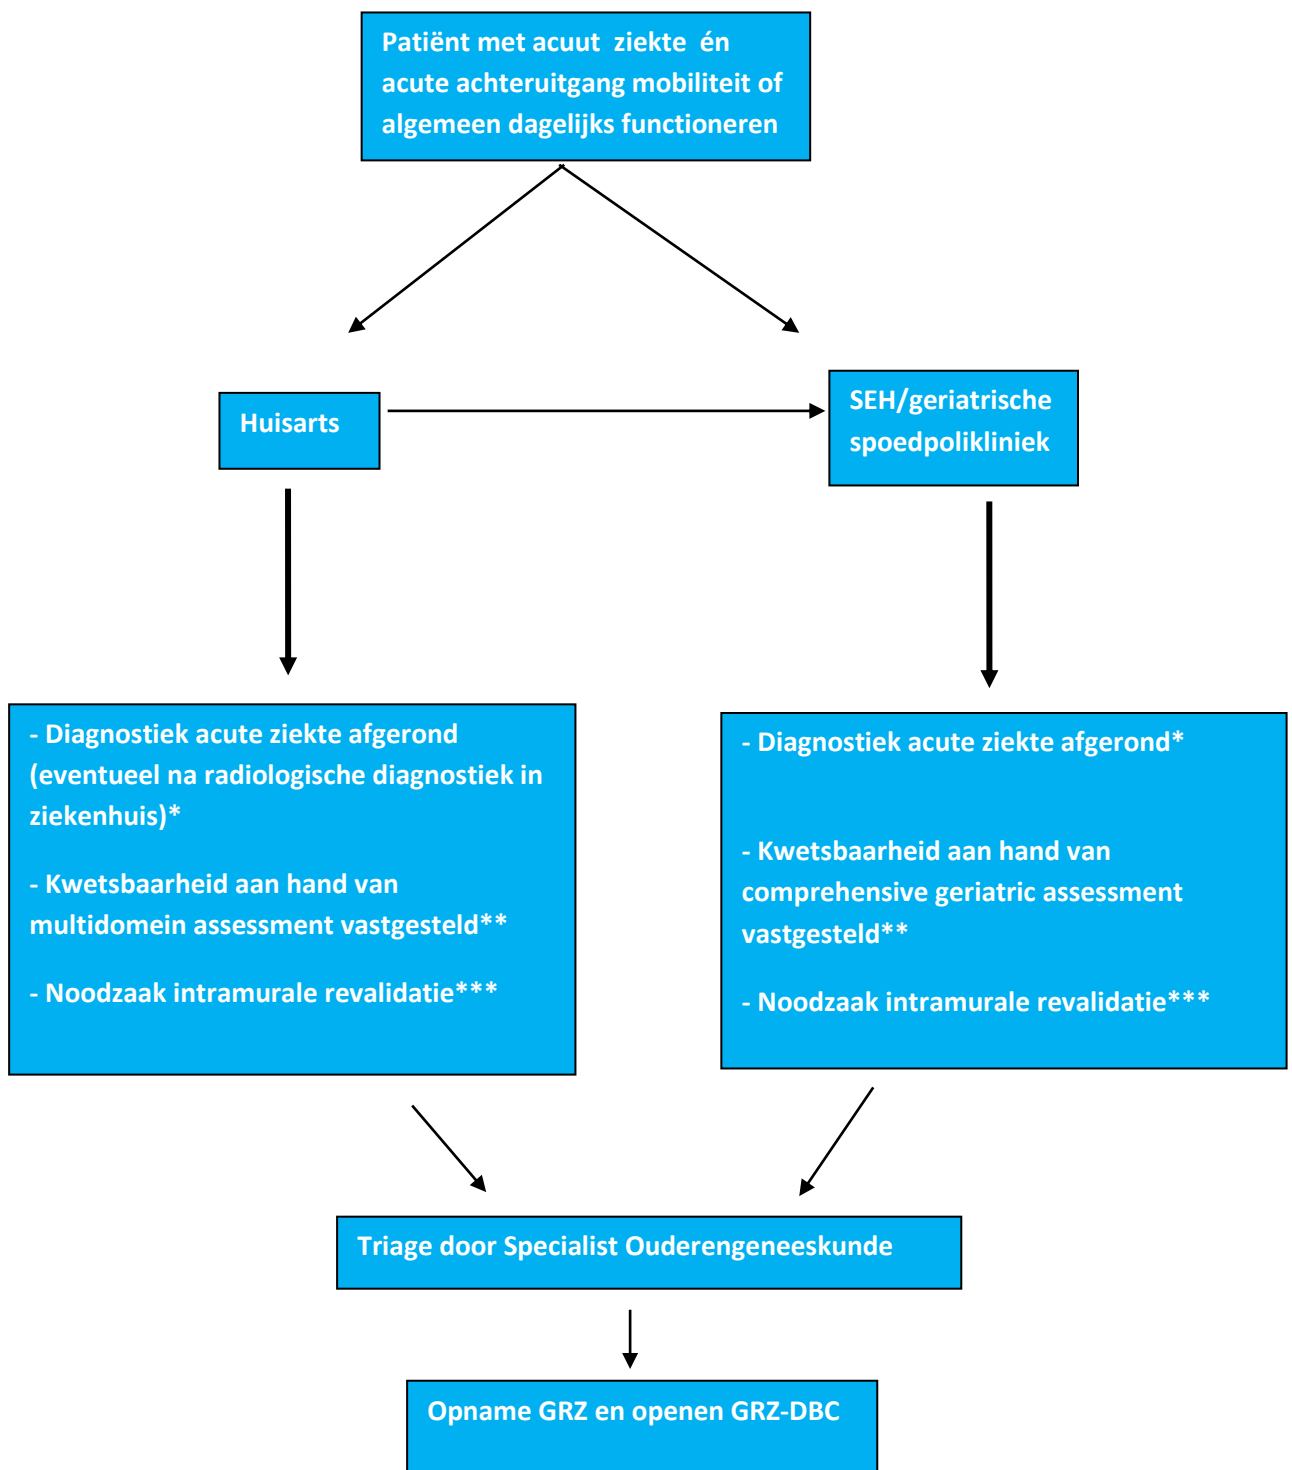 Patiënt met acuut  ziekte  én
acute achteruitgang mobiliteit of
algemeen dagelijks functioneren
Huisarts
SEH/geriatrische
spoedpolikliniek
- Diagnostiek acute ziekte afgerond
(eventueel na radiologische diagnostiek in
ziekenhuis)*
- Kwetsbaarheid aan hand van
multidomein assessment vastgesteld**
- Noodzaak intramurale revalidatie***
- Diagnostiek acute ziekte afgerond*
- Kwetsbaarheid aan hand van
comprehensive geriatric assessment
vastgesteld**
- Noodzaak intramurale revalidatie***
Triage door Specialist Ouderengeneeskunde
Opname GRZ en openen GRZ-DBC